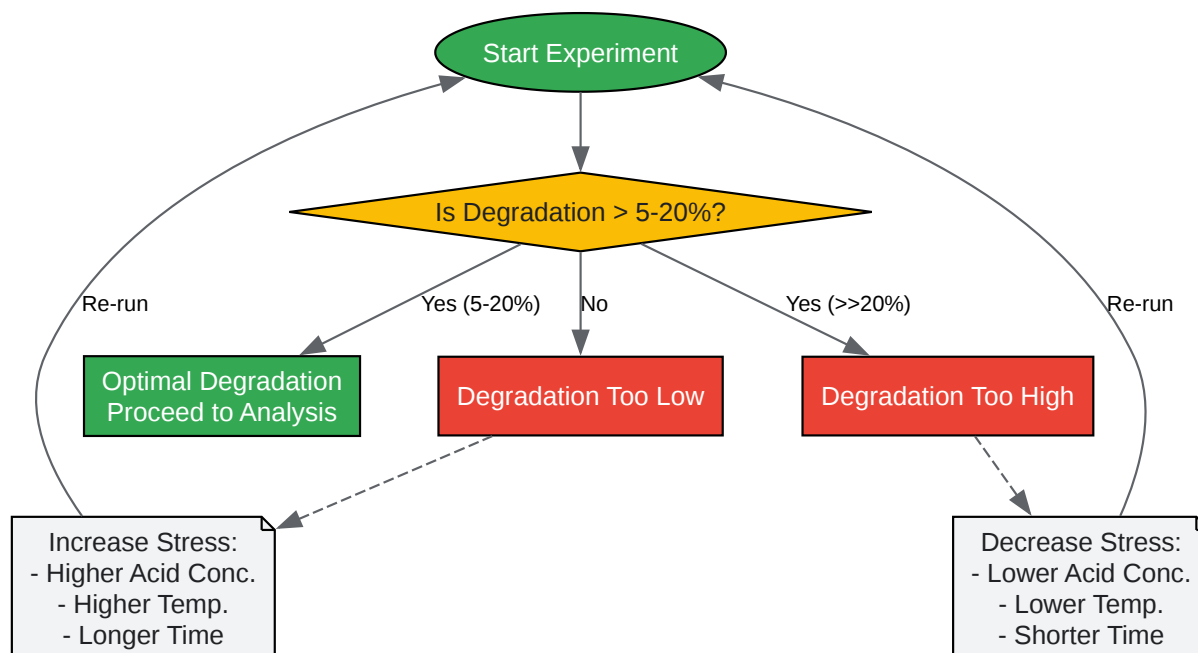 Start Experiment
Is Degradation > 5-20%?
Re-run
Yes (5-20%)
No
Yes (>>20%)
Re-run
Optimal Degradation
Proceed to Analysis
Degradation Too Low
Degradation Too High
Increase Stress:
- Higher Acid Conc.
- Higher Temp.
- Longer Time
Decrease Stress:
- Lower Acid Conc.
- Lower Temp.
- Shorter Time